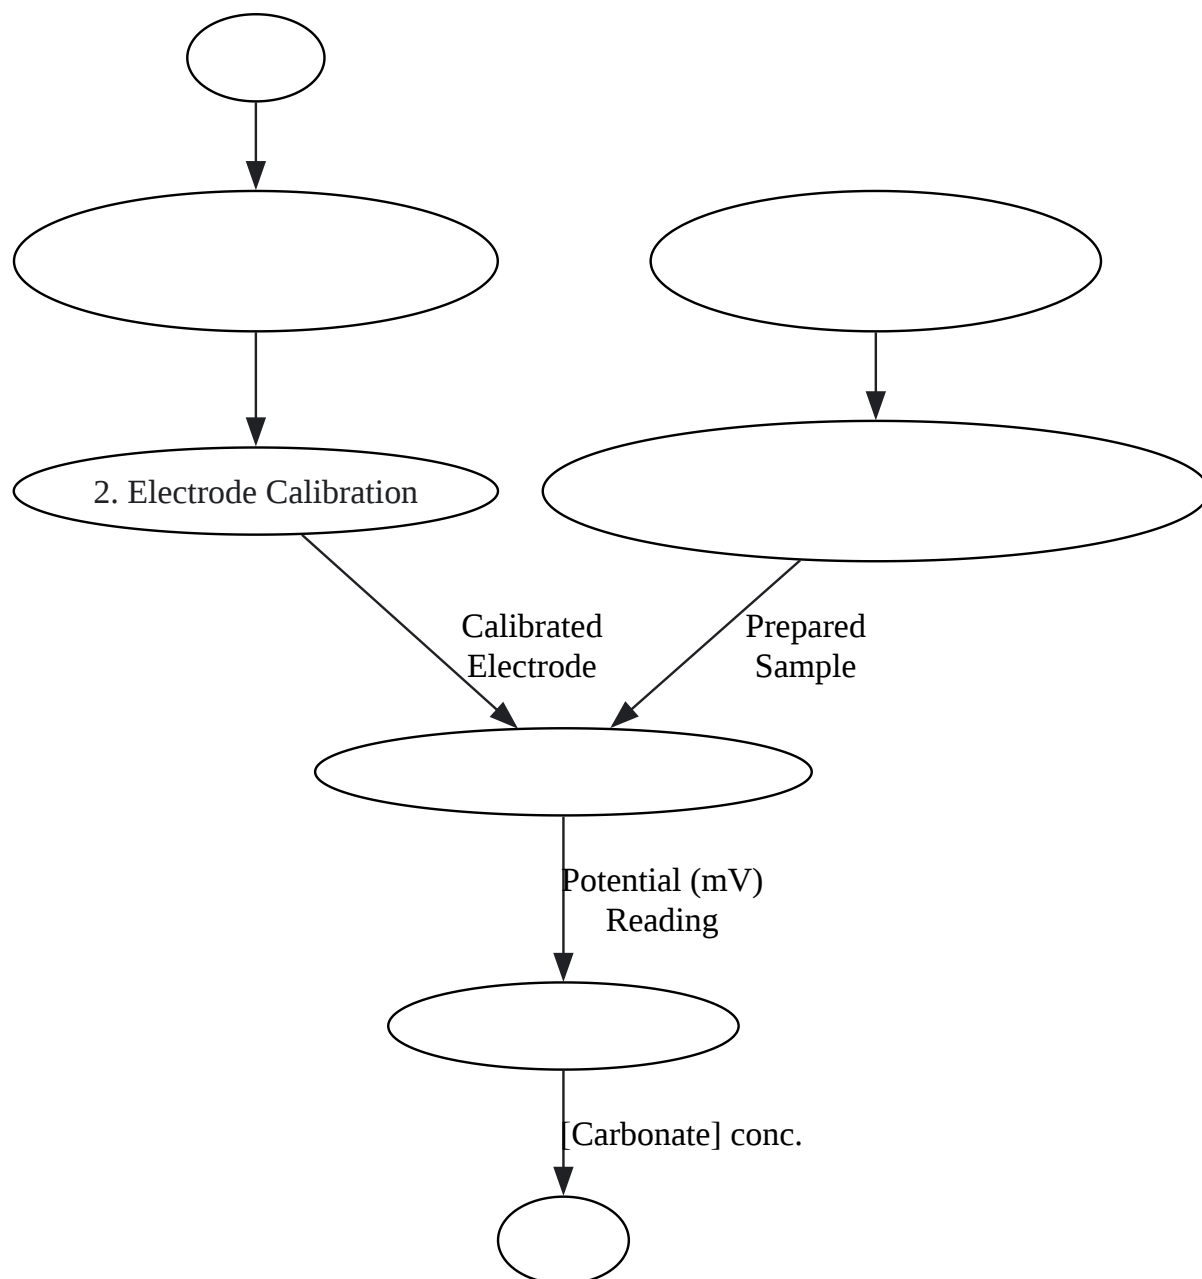 2. Electrode Calibration
Calibrated
Electrode
Prepared
Sample
Potential (mV)
Reading
[Carbonate] conc.